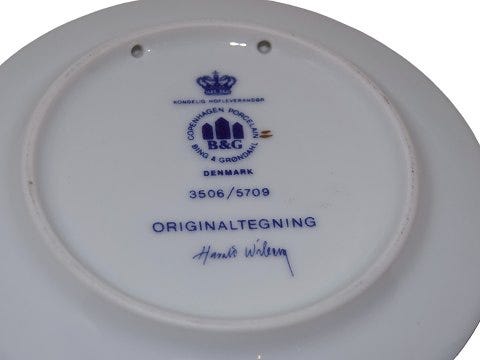 KONGELIG HOFLEVERANDØR
COPENHAGEN PORCELAIN
B&G
BING & GRØNDAHL
DENMARK
3506/5709
ORIGINALTEGNING
Harald Wiberg